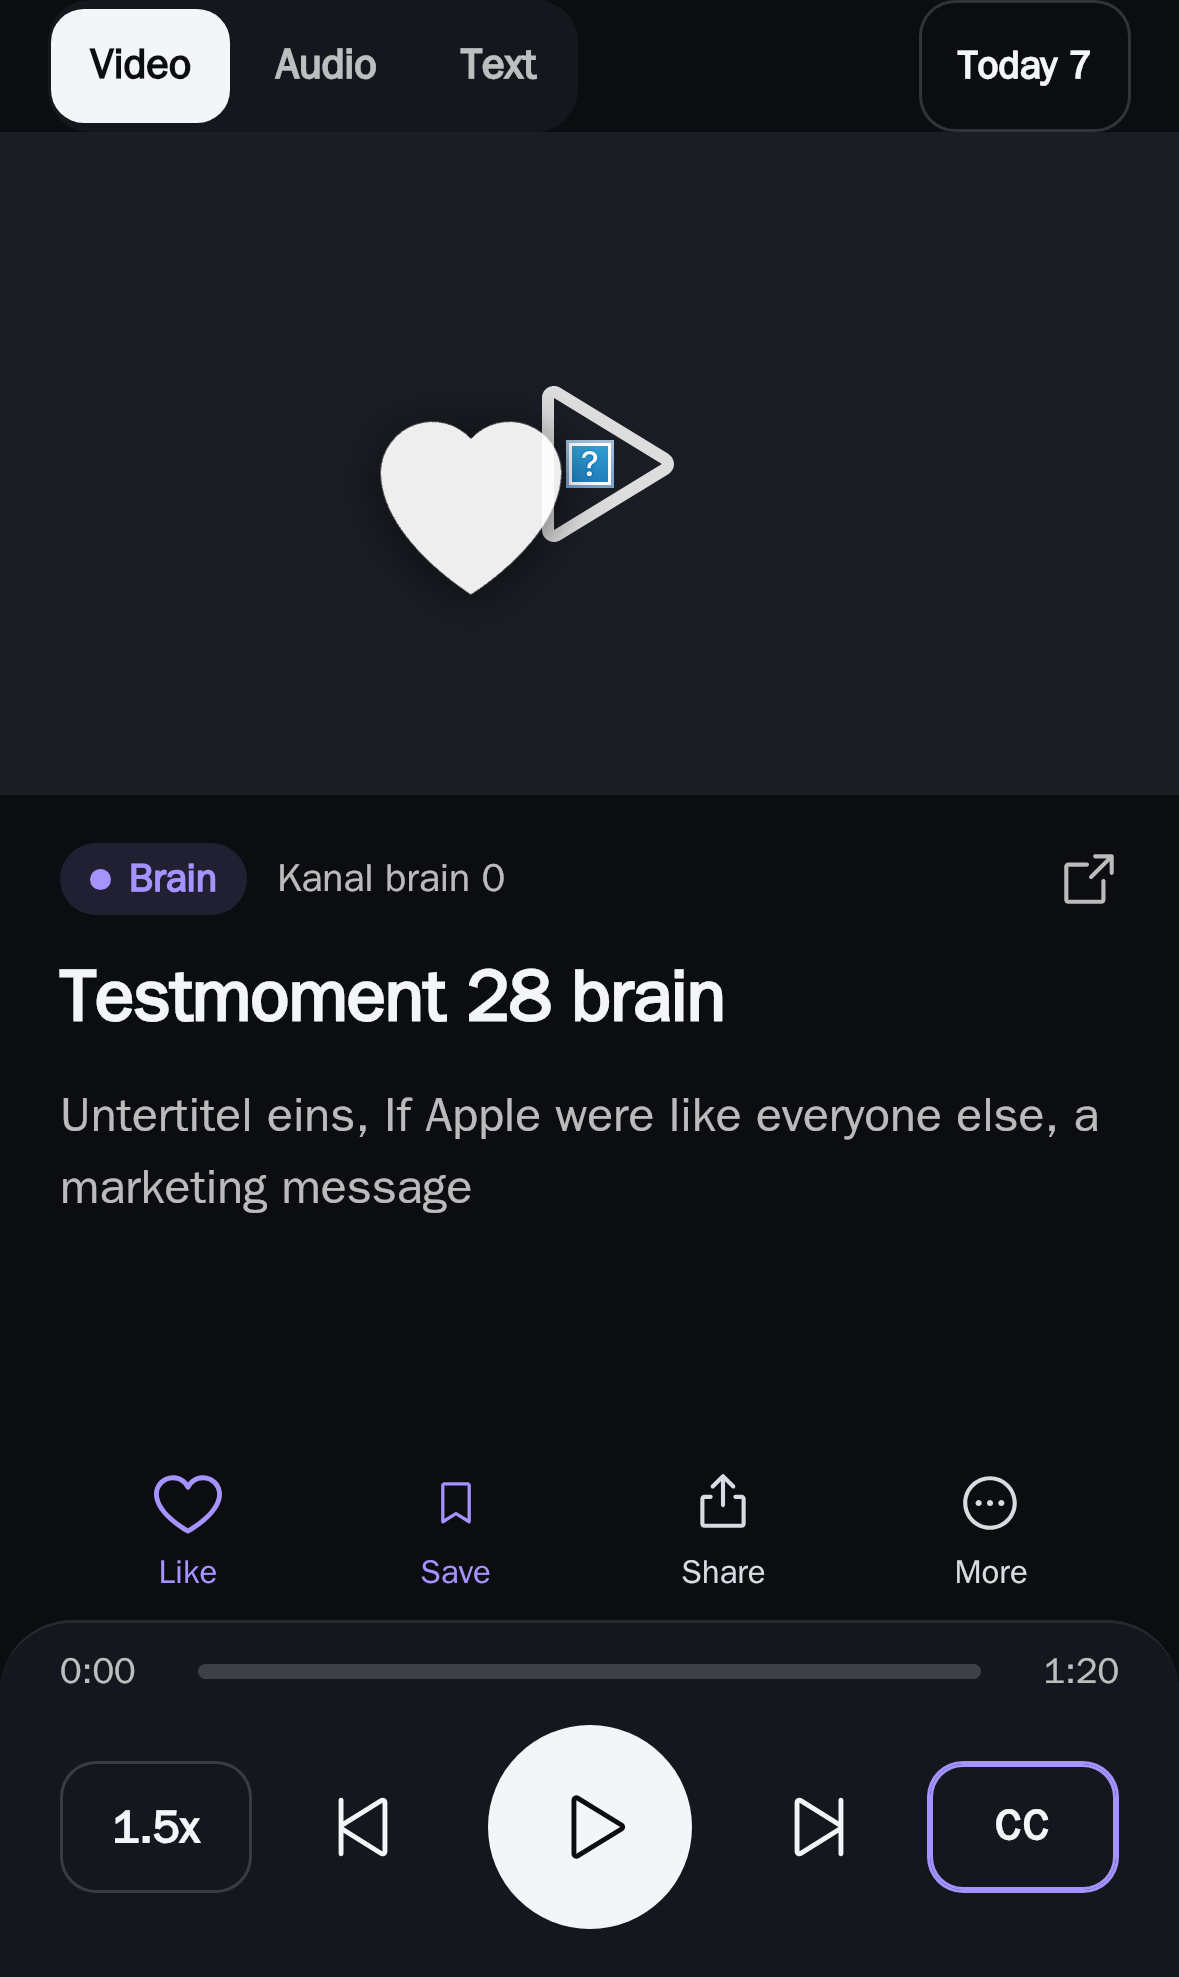 Video Audio Text Today 7
?
Brain Kanal brain 0
Testmoment 28 brain
Untertitel eins, If Apple were like everyone else, a
marketing message
Like Save Share More
0:00 1:20
1.5x CC